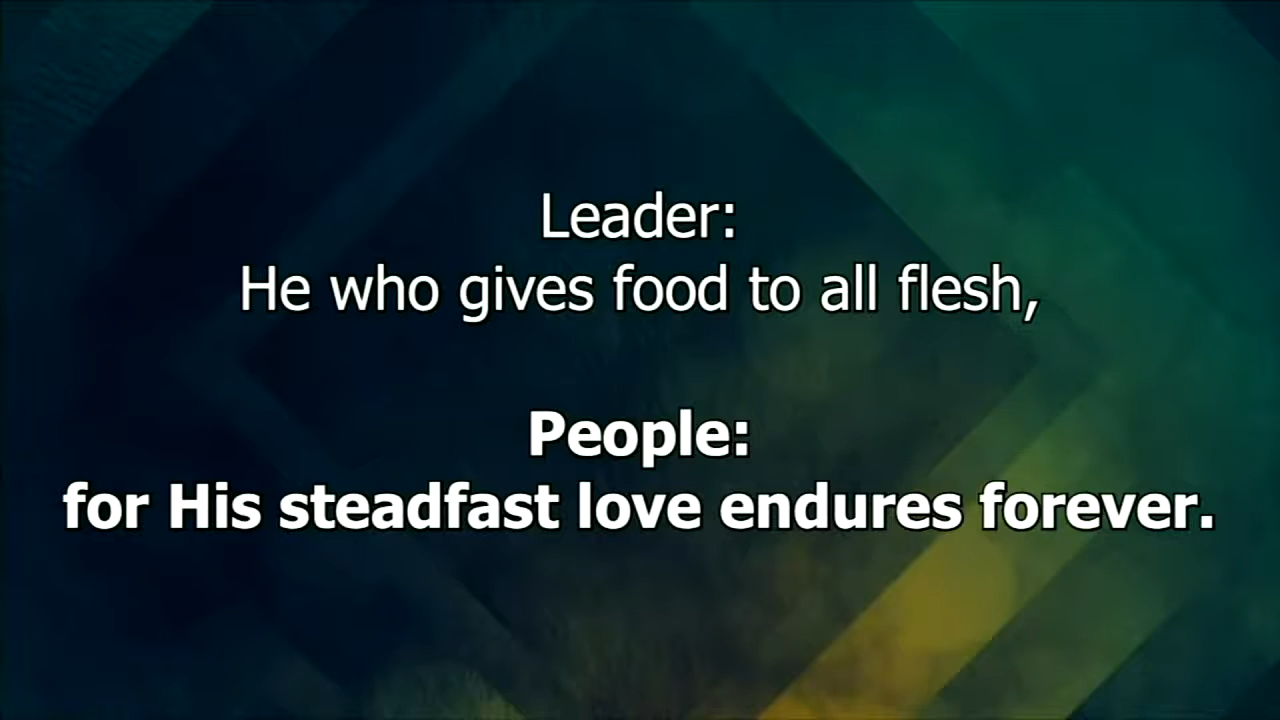 Leader:
He who gives food to all flesh,
People:
for His steadfast love endures forever.